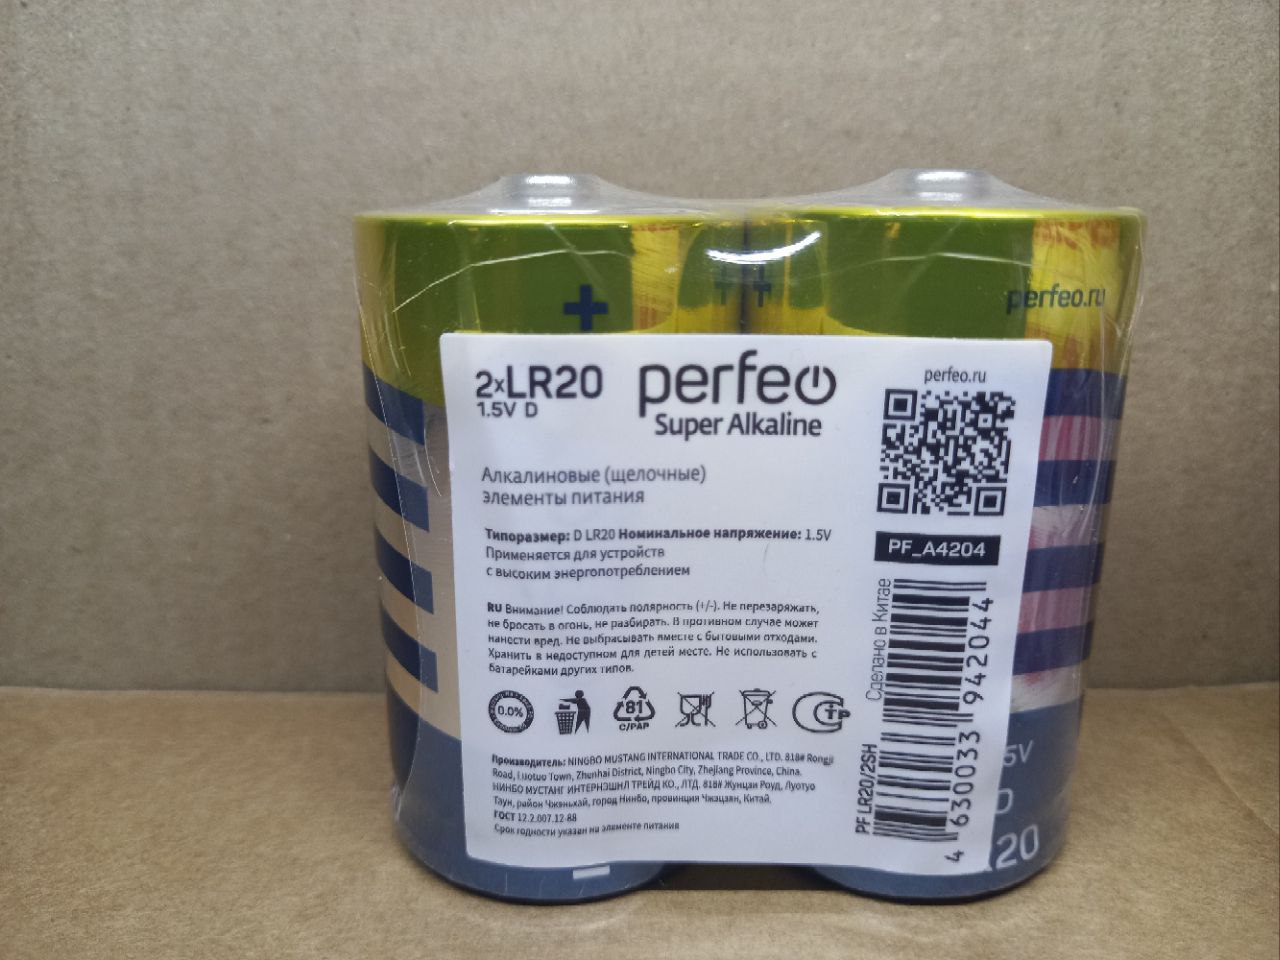 +
perfeo.ru
2xLR20
1.5V D
perfeo
Super Alkaline
perfeo.ru
Алкалиновые (щелочные)
элементы питания
PF_A4204
Типоразмер: D LR20 Номинальное напряжение: 1.5V
Применяется для устройств
с высоким энергопотреблением
RU Внимание! Соблюдать полярность (+/-). Не перезаряжать,
не бросать в огонь, не разбирать. В противном случае может
нанести вред. Не выбрасывать вместе с бытовыми отходами.
Хранить в недоступном для детей месте. Не использовать с
батарейками других типов.
0.0%
81
C/PAP
СТР
Производитель: NINGBO MUSTANG INTERNATIONAL TRADE CO., LTD. 818# Rongji
Road, Luotuo Town, Zhenhai District, Ningbo City, Zhejiang Province, China.
НИНБО МУСТАНГ ИНТЕРНЭШНЛ ТРЕЙД КО., ЛТД. 818# Жунцзи Роуд, Луотуо
Таун, район Чжэньхай, город Нинбо, провинция Чжэцзян, Китай.
ГОСТ 12.2.007.12-88
Срок годности указан на элементе питания
Сделано в Китае
PF LR20/2SH
4 630033 942044
5V
D
20